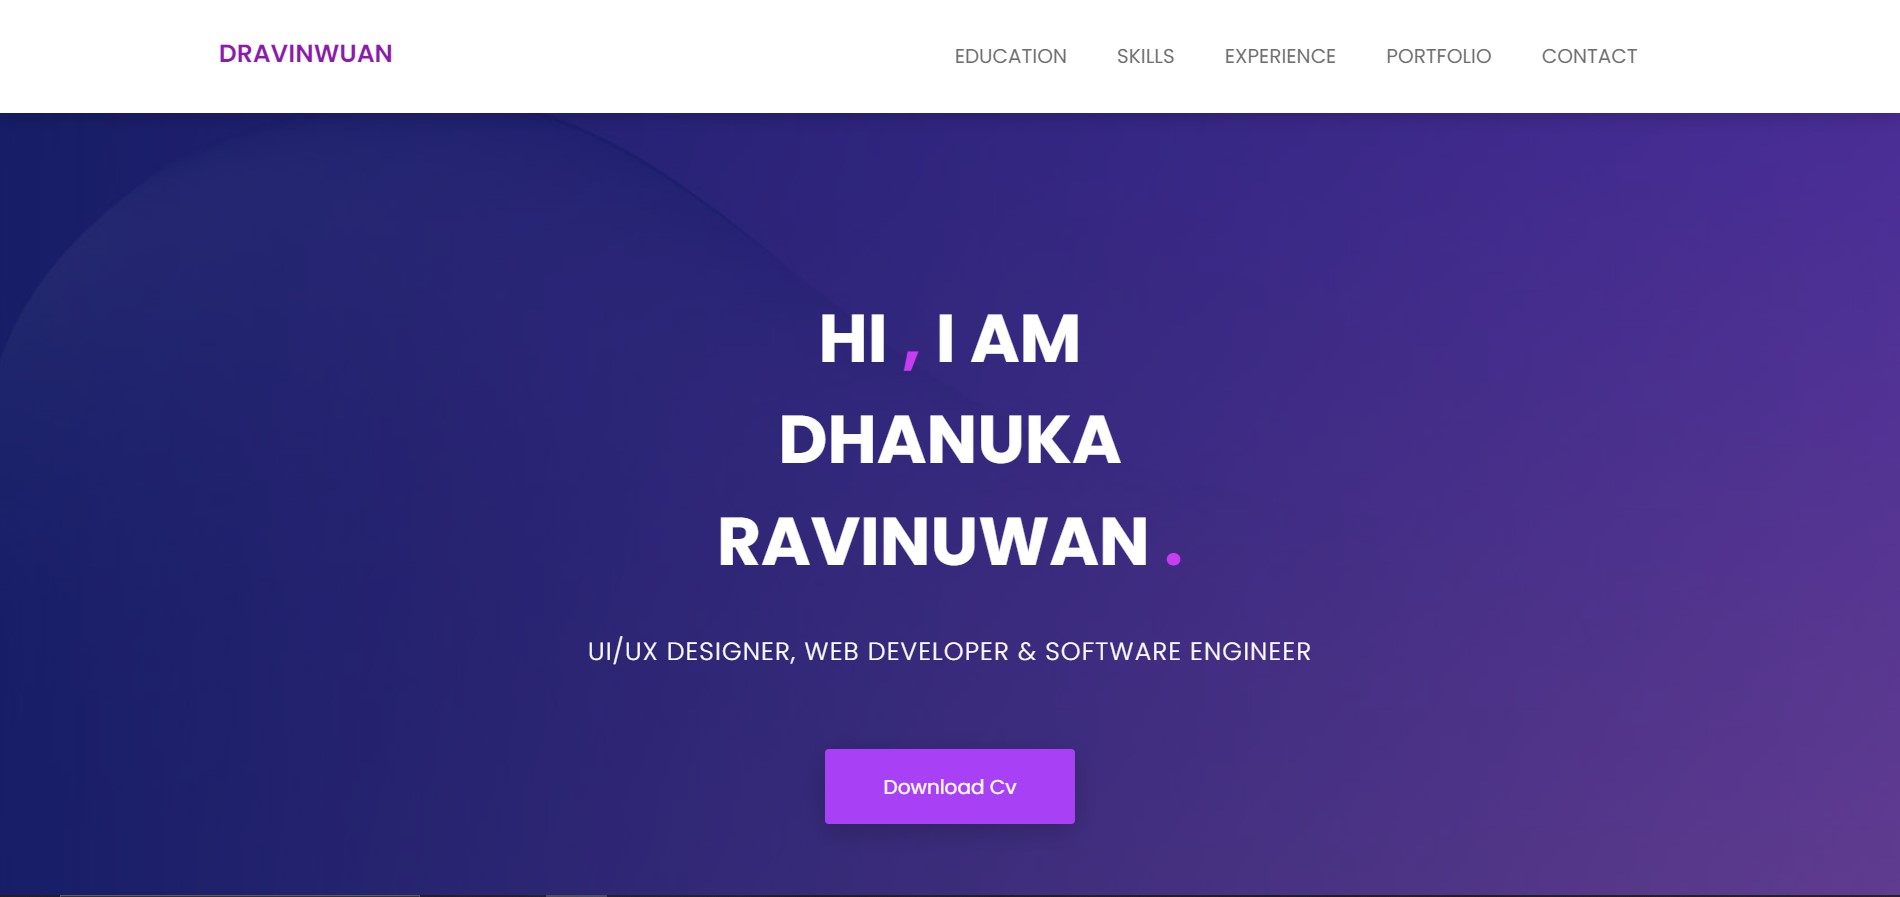 DRAVINWUAN
EDUCATION SKILLS EXPERIENCE PORTFOLIO CONTACT
HI , I AM
DHANUKA
RAVINUWAN .
UI/UX DESIGNER, WEB DEVELOPER & SOFTWARE ENGINEER
Download Cv